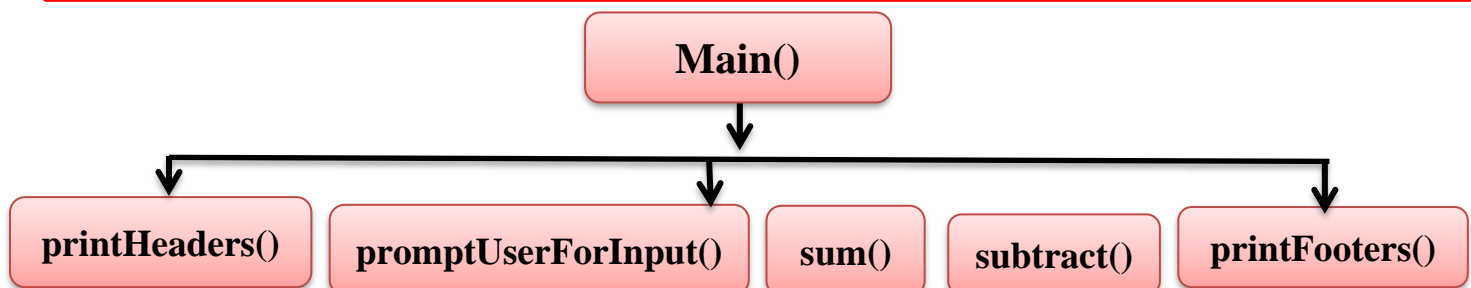 Main()
printHeaders()
promptUserForInput()
sum()
subtract()
printFooters()